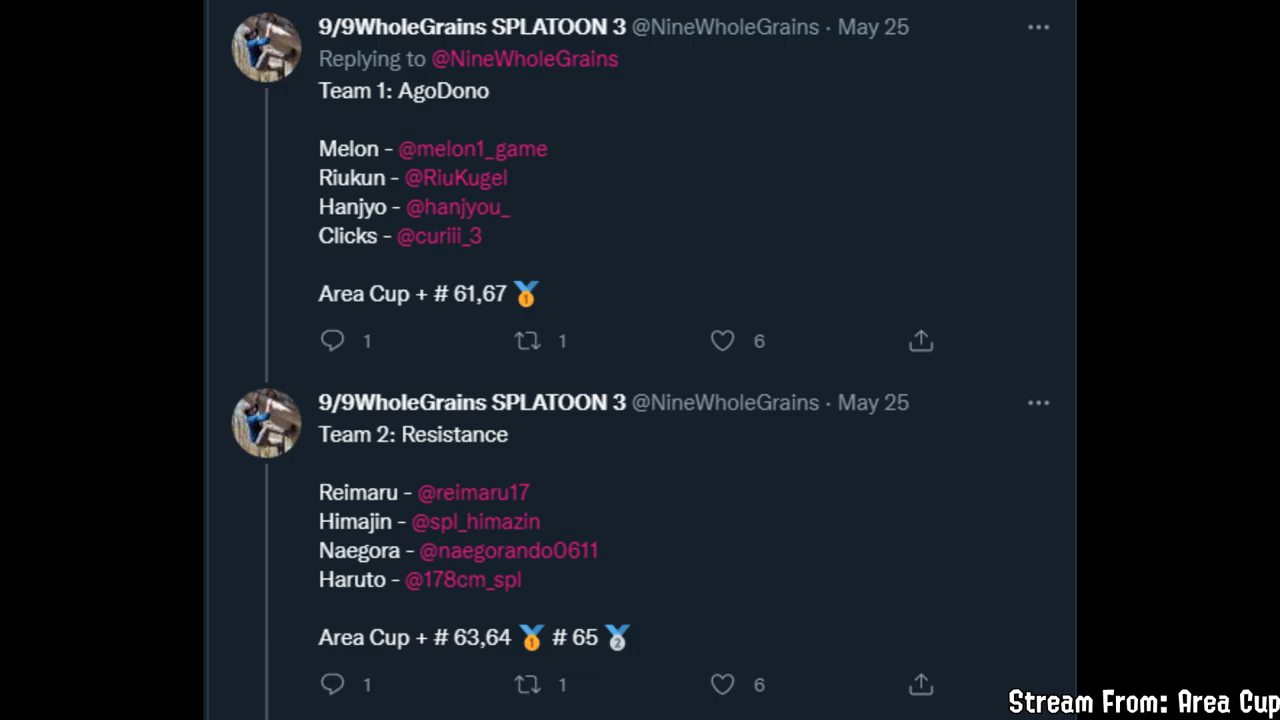 9/9WholeGrains SPLATOON 3 @NineWholeGrains · May 25
Replying to @NineWholeGrains
Team 1: AgoDono
Melon - @melon1_game
Riukun - @RiuKugel
Hanjyo - @hanjyou_
Clicks - @curiii_3
Area Cup + # 61,67 🥇
1 1 6
9/9WholeGrains SPLATOON 3 @NineWholeGrains · May 25
Team 2: Resistance
Reimaru - @reimaru17
Himajin - @spl_himazin
Naegora - @naegorando0611
Haruto - @178cm_spl
Area Cup + # 63,64 🥇 # 65 🥈
1 1 6
Stream From: Area Cup